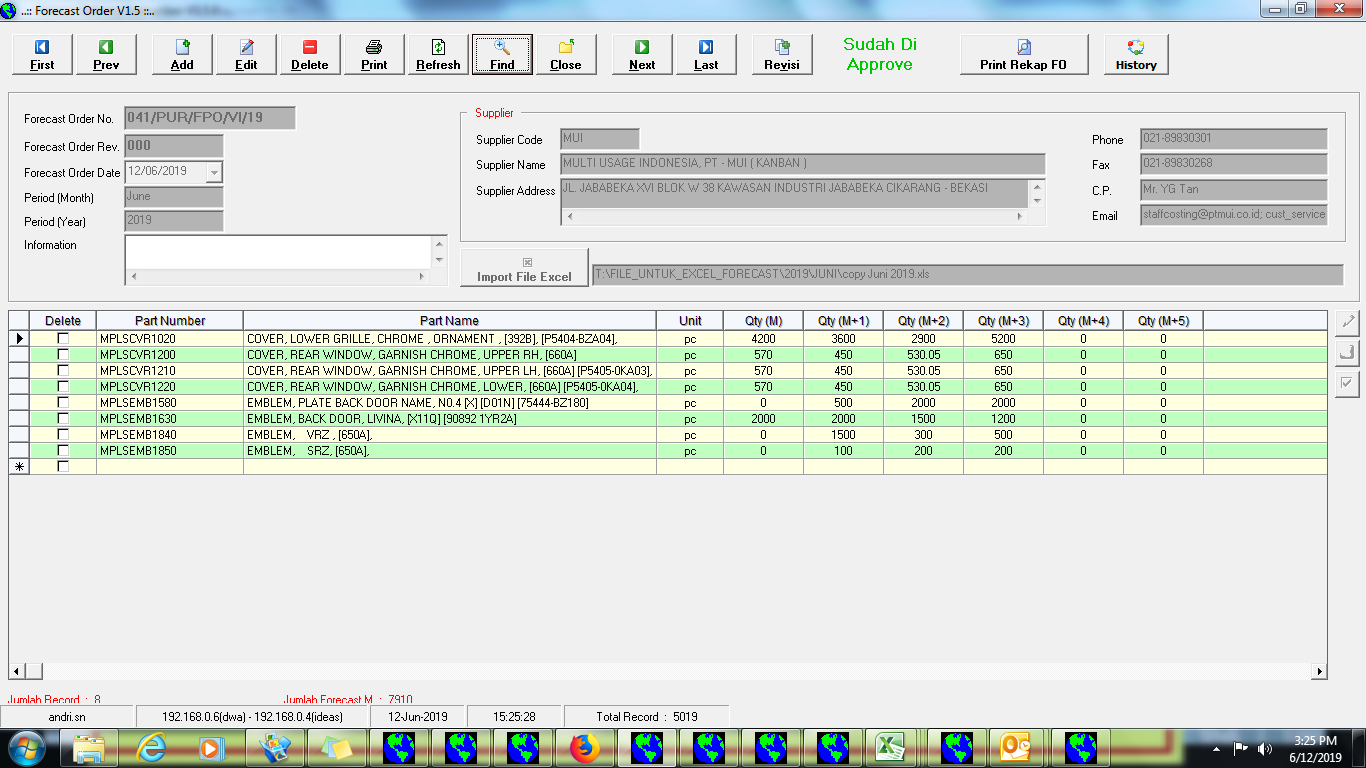 ..:: Forecast Order V1.5 ::..
First Prev Add Edit Delete Print Refresh Find Close Next Last Revisi Sudah Di Approve Print Rekap FO History
Forecast Order No. 041/PUR/FPO/VI/19
Forecast Order Rev. 000
Forecast Order Date 12/06/2019
Period (Month) June
Period (Year) 2019
Information
Supplier
Supplier Code MUI
Supplier Name MULTI USAGE INDONESIA, PT - MUI ( KANBAN )
Supplier Address JL. JABABEKA XVI BLOK W 38 KAWASAN INDUSTRI JABABEKA CIKARANG - BEKASI
Phone 021-89830301
Fax 021-89830268
C.P. Mr. YG Tan
Email staffcosting@ptmui.co.id; cust_service
Import File Excel T:\FILE_UNTUK_EXCEL_FORECAST\2019\JUNI\copy Juni 2019.xls
Delete Part Number Part Name Unit Qty (M) Qty (M+1) Qty (M+2) Qty (M+3) Qty (M+4) Qty (M+5)
MPLSCVR1020 COVER, LOWER GRILLE, CHROME , ORNAMENT , [392B], [P5404-BZA04], pc 4200 3600 2900 5200 0 0
MPLSCVR1200 COVER, REAR WINDOW, GARNISH CHROME, UPPER RH, [660A] pc 570 450 530.05 650 0 0
MPLSCVR1210 COVER, REAR WINDOW, GARNISH CHROME, UPPER LH, [660A] [P5405-0KA03], pc 570 450 530.05 650 0 0
MPLSCVR1220 COVER, REAR WINDOW, GARNISH CHROME, LOWER, [660A] [P5405-0KA04], pc 570 450 530.05 650 0 0
MPLSEMB1580 EMBLEM, PLATE BACK DOOR NAME, NO.4 [X] [D01N] [75444-BZ180] pc 0 500 2000 2000 0 0
MPLSEMB1630 EMBLEM, BACK DOOR, LIVINA, [X11Q] [90892 1YR2A] pc 2000 2000 1500 1200 0 0
MPLSEMB1840 EMBLEM, VRZ , [650A], pc 0 1500 300 500 0 0
MPLSEMB1850 EMBLEM, SRZ, [650A], pc 0 100 200 200 0 0
Jumlah Record : 8 Jumlah Forecast M : 7910
andri.sn 192.168.0.6(dwa) - 192.168.0.4(ideas) 12-Jun-2019 15:25:28 Total Record : 5019
3:25 PM
6/12/2019